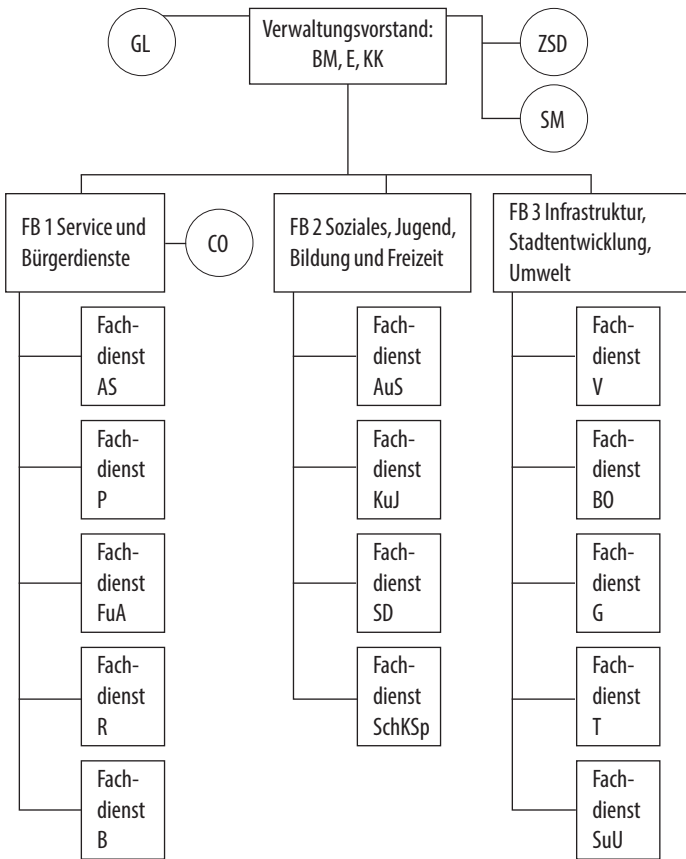 GL
Verwaltungsvorstand:
BM, E, KK
ZSD
SM
FB 1 Service und
Bürgerdienste
CO
FB 2 Soziales, Jugend,
Bildung und Freizeit
FB 3 Infrastruktur,
Stadtentwicklung,
Umwelt
Fach-
dienst
AS
Fach-
dienst
AuS
Fach-
dienst
V
Fach-
dienst
P
Fach-
dienst
KuJ
Fach-
dienst
BO
Fach-
dienst
FuA
Fach-
dienst
SD
Fach-
dienst
G
Fach-
dienst
R
Fach-
dienst
SchKSp
Fach-
dienst
T
Fach-
dienst
B
Fach-
dienst
SuU